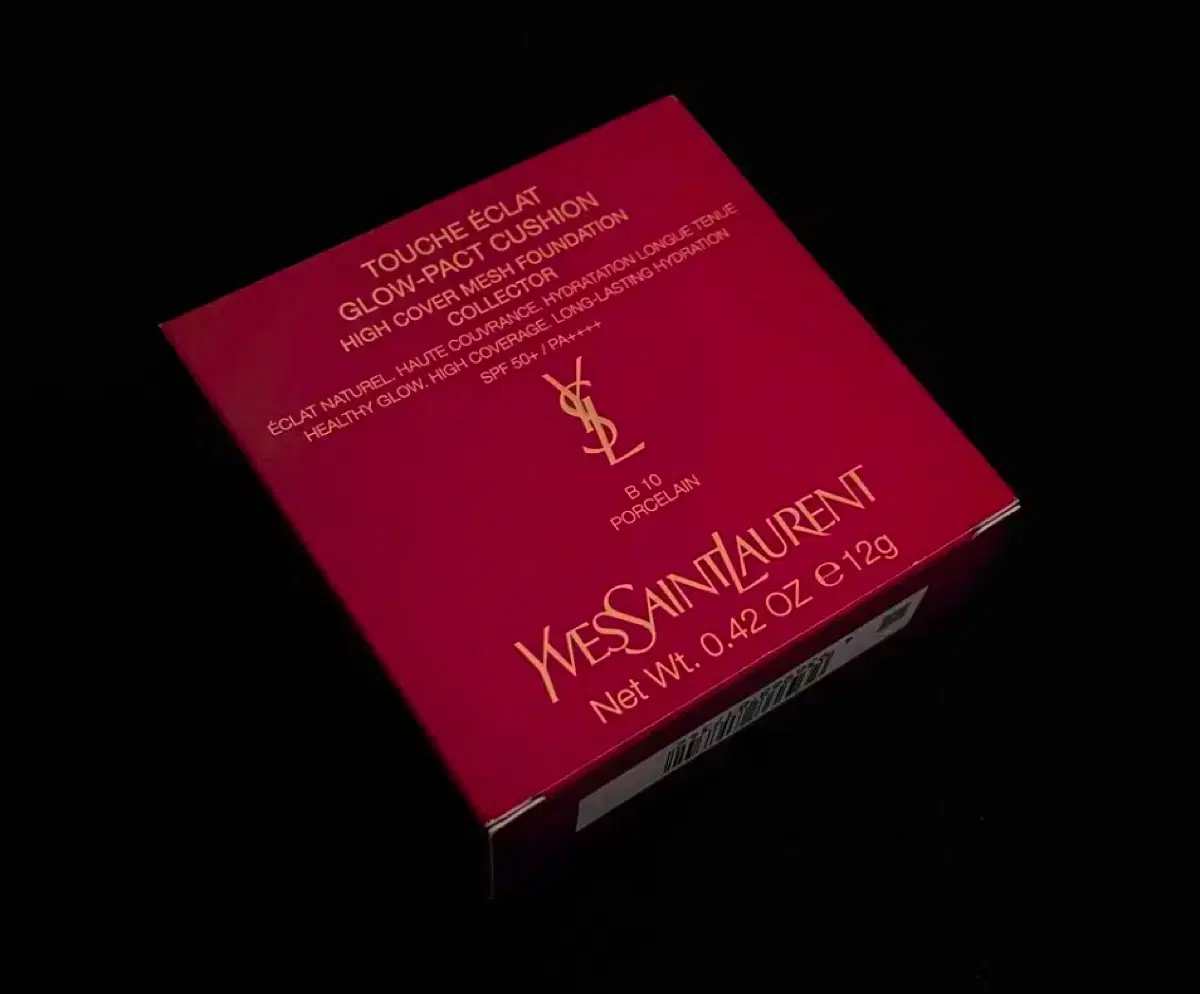 TOUCHE ÉCLAT
GLOW-PACT CUSHION
HIGH COVER MESH FOUNDATION
COLLECTOR
ÉCLAT NATUREL. HAUTE COUVRANCE. HYDRATATION LONGUE TENUE
HEALTHY GLOW. HIGH COVERAGE. LONG-LASTING HYDRATION
SPF 50+ / PA++++
YSL
B 10
PORCELAIN
YVESSAINTLAURENT
Net Wt. 0.42 OZ ℮12g